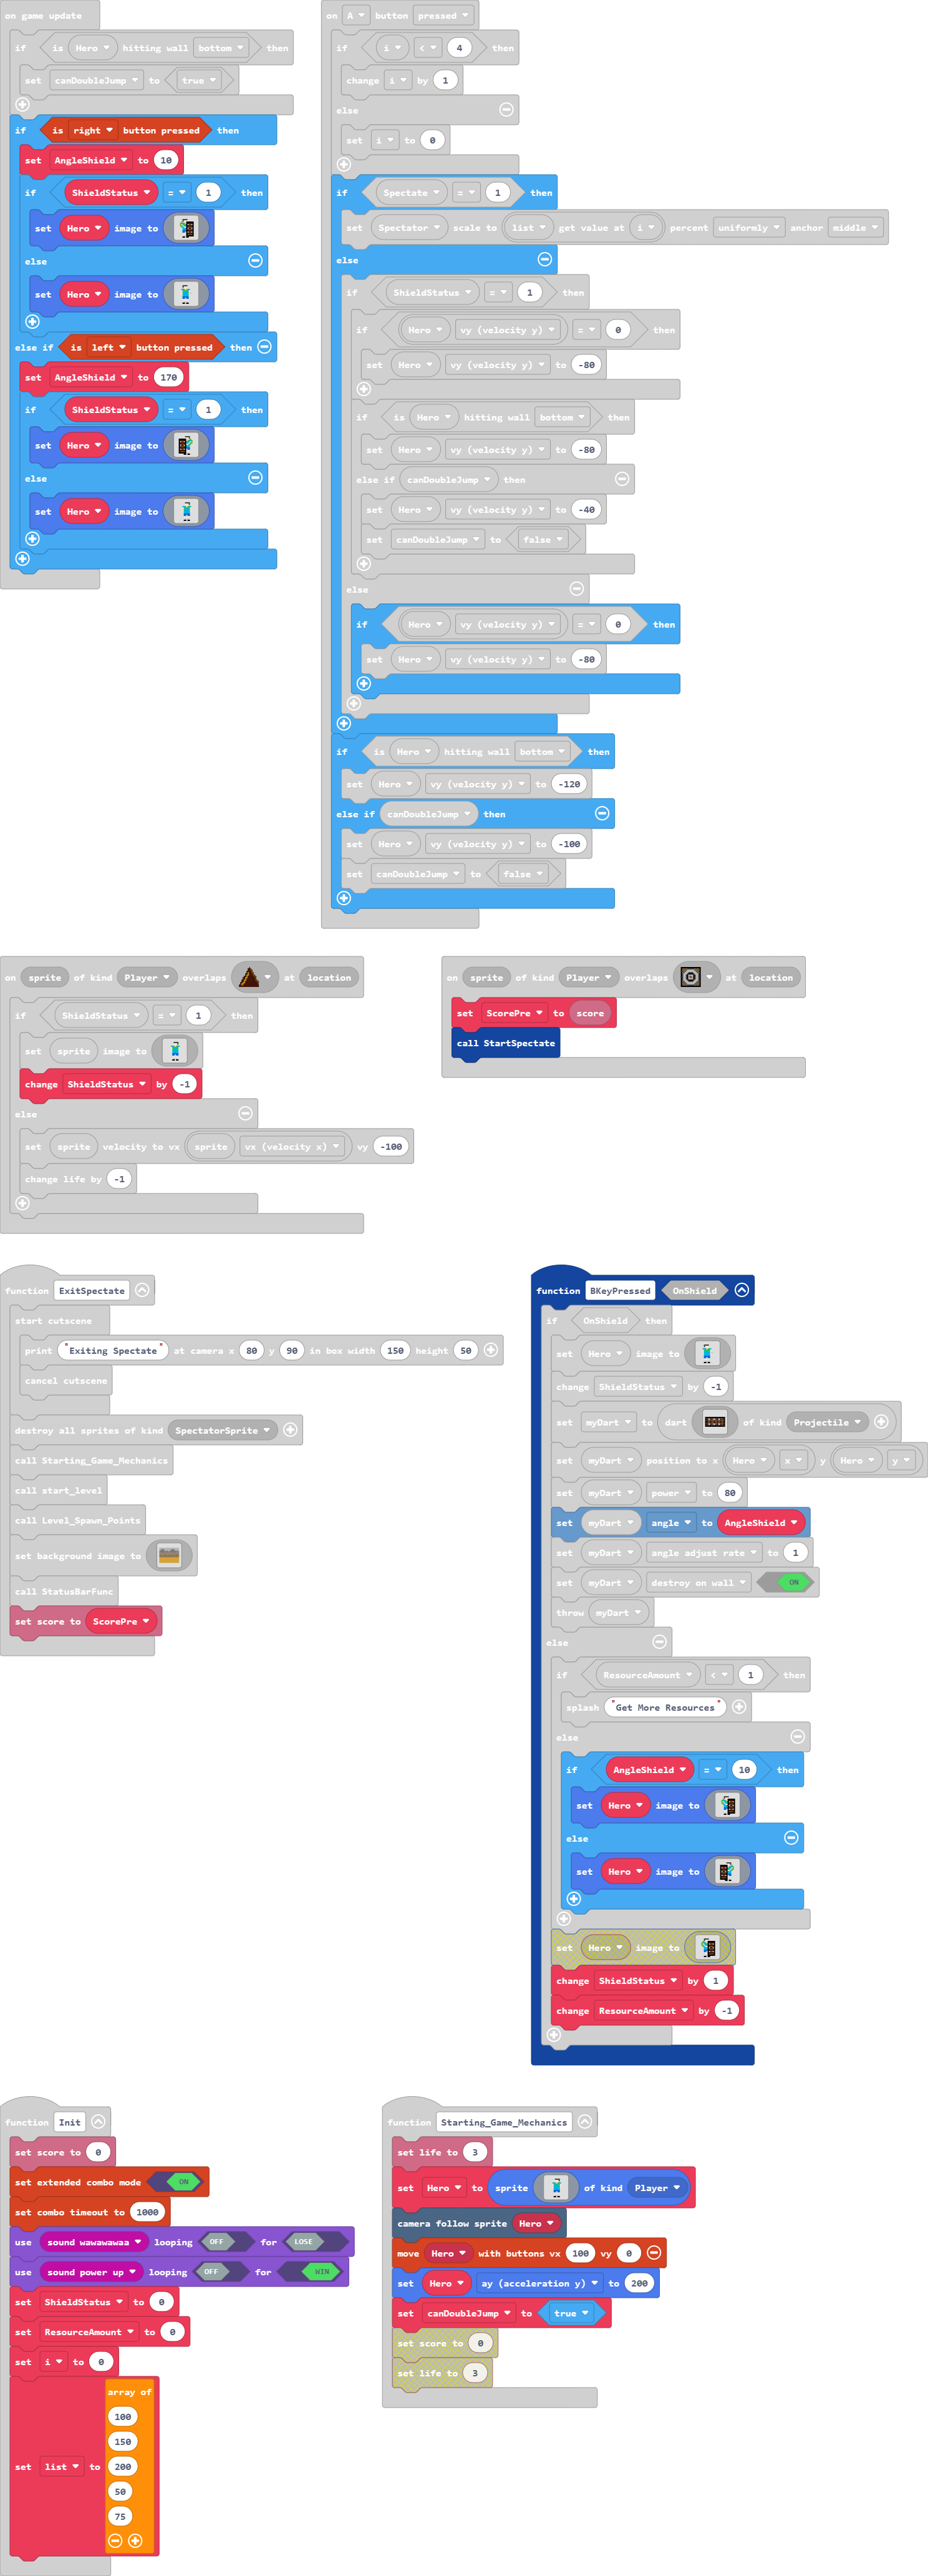 on game update
if is Hero hitting wall bottom then
set canDoubleJump to true
if is right button pressed then
set AngleShield to 10
if ShieldStatus = 1 then
set Hero image to
else
set Hero image to
else if is left button pressed then
set AngleShield to 170
if ShieldStatus = 1 then
set Hero image to
else
set Hero image to
on A button pressed
if i < 4 then
change i by 1
else
set i to 0
if Spectate = 1 then
set Spectator scale to list get value at i percent uniformly anchor middle
else
if ShieldStatus = 1 then
if Hero vy (velocity y) = 0 then
set Hero vy (velocity y) to -80
if is Hero hitting wall bottom then
set Hero vy (velocity y) to -80
else if canDoubleJump then
set Hero vy (velocity y) to -40
set canDoubleJump to false
else
if Hero vy (velocity y) = 0 then
set Hero vy (velocity y) to -80
if is Hero hitting wall bottom then
set Hero vy (velocity y) to -120
else if canDoubleJump then
set Hero vy (velocity y) to -100
set canDoubleJump to false
on sprite of kind Player overlaps at location
if ShieldStatus = 1 then
set sprite image to
change ShieldStatus by -1
else
set sprite velocity to vx sprite vx (velocity x) vy -100
change life by -1
on sprite of kind Player overlaps at location
set ScorePre to score
call StartSpectate
function ExitSpectate
start cutscene
print "Exiting Spectate" at camera x 80 y 90 in box width 150 height 50
cancel cutscene
destroy all sprites of kind SpectatorSprite
call Starting_Game_Mechanics
call start_level
call Level_Spawn_Points
set background image to
call StatusBarFunc
set score to ScorePre
function BKeyPressed OnShield
if OnShield then
set Hero image to
change ShieldStatus by -1
set myDart to dart of kind Projectile
set myDart position to x Hero x y Hero y
set myDart power to 80
set myDart angle to AngleShield
set myDart angle adjust rate to 1
set myDart destroy on wall ON
throw myDart
else
if ResourceAmount < 1 then
splash "Get More Resources"
else
if AngleShield = 10 then
set Hero image to
else
set Hero image to
set Hero image to
change ShieldStatus by 1
change ResourceAmount by -1
function Init
set score to 0
set extended combo mode ON
set combo timeout to 1000
use sound wawawawaa looping OFF for LOSE
use sound power up looping OFF for WIN
set ShieldStatus to 0
set ResourceAmount to 0
set i to 0
set list to array of
100
150
200
50
75
function Starting_Game_Mechanics
set life to 3
set Hero to sprite of kind Player
camera follow sprite Hero
move Hero with buttons vx 100 vy 0
set Hero ay (acceleration y) to 200
set canDoubleJump to true
set score to 0
set life to 3